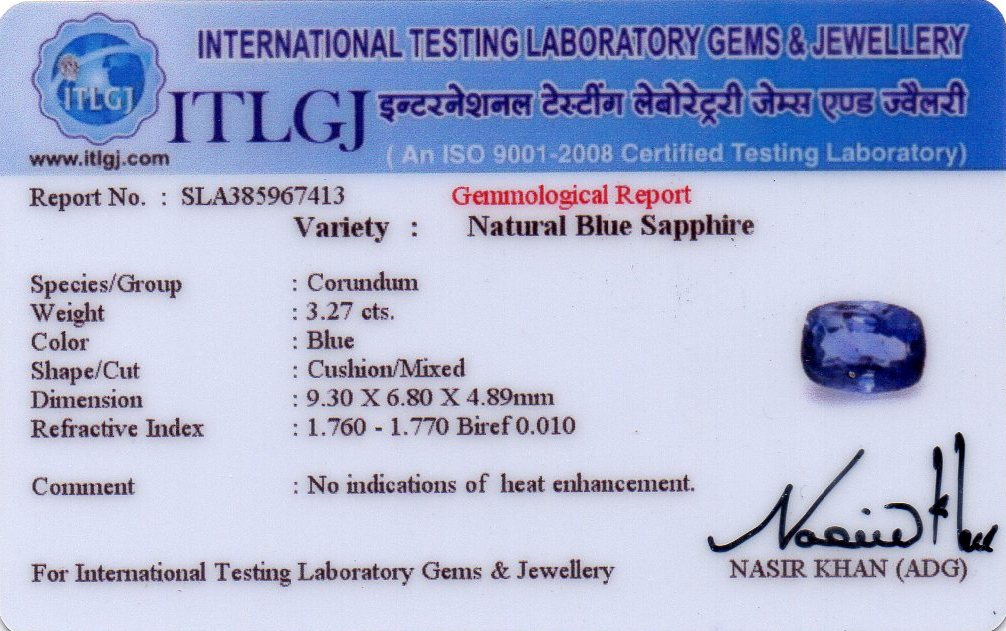 INTERNATIONAL TESTING LABORATORY GEMS & JEWELLERY
ITLGJ
ITLGJ इन्टरनेशनल टेस्टींग लेबोरेट्ररी जेम्स एण्ड ज्वैलरी
www.itlgj.com
( An ISO 9001-2008 Certified Testing Laboratory)
Report No. : SLA385967413
Gemmological Report
Variety : Natural Blue Sapphire
Species/Group : Corundum
Weight : 3.27 cts.
Color : Blue
Shape/Cut : Cushion/Mixed
Dimension : 9.30 X 6.80 X 4.89mm
Refractive Index : 1.760 - 1.770 Biref 0.010
Comment : No indications of heat enhancement.
For International Testing Laboratory Gems & Jewellery
NASIR KHAN (ADG)